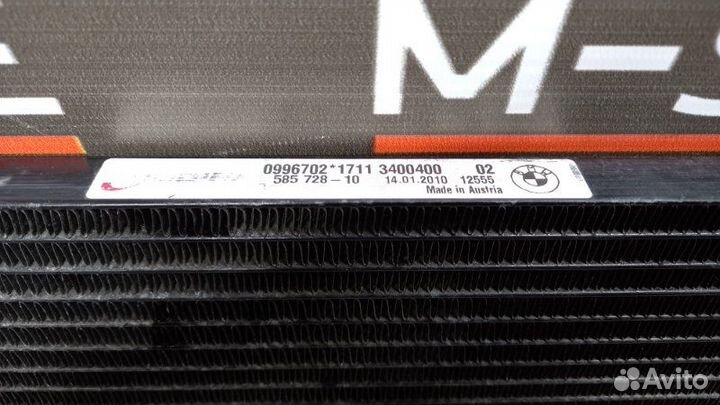 M-S
0996702*1711 3400400 02
585 728-10 14.01.2010 12555
Made in Austria
Avito